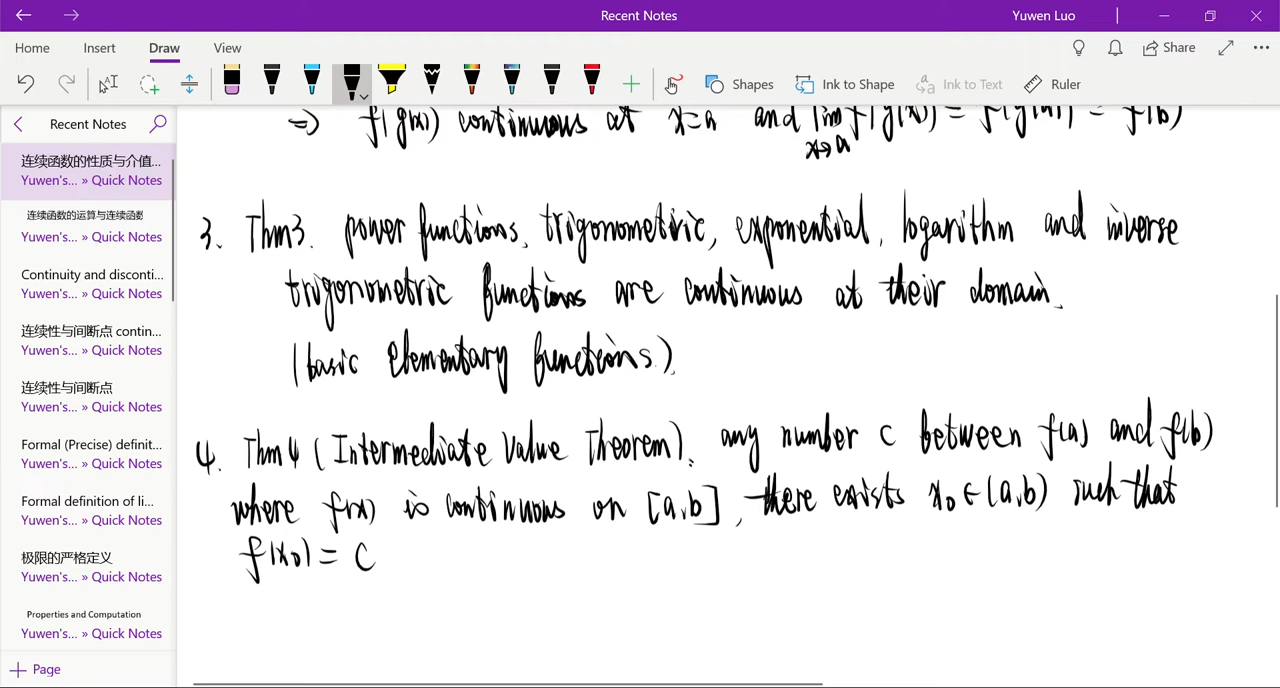 Recent Notes
Yuwen Luo
Home Insert Draw View
Share
Shapes
Ink to Shape
Ink to Text
Ruler
Recent Notes
连续函数的性质与介值...
Yuwen's... » Quick Notes
连续函数的运算与连续函数
Yuwen's... » Quick Notes
Continuity and disconti...
Yuwen's... » Quick Notes
连续性与间断点 contin...
Yuwen's... » Quick Notes
连续性与间断点
Yuwen's... » Quick Notes
Formal (Precise) definit...
Yuwen's... » Quick Notes
Formal definition of li...
Yuwen's... » Quick Notes
极限的严格定义
Yuwen's... » Quick Notes
Properties and Computation
Yuwen's... » Quick Notes
Page
⇒ f(g(x)) continuous at x=a and lim f(g(x)) = f(g(a)) = f(b)
x→a
3. Thm3. power functions, trigonometric, exponential, logarithm and inverse
trigonometric functions are continuous at their domain.
(basic elementary functions).
4. Thm4 (Intermediate Value Theorem). any number c between f(a) and f(b)
where f(x) is continuous on [a,b], there exists x₀∈(a,b) such that
f(x₀) = c